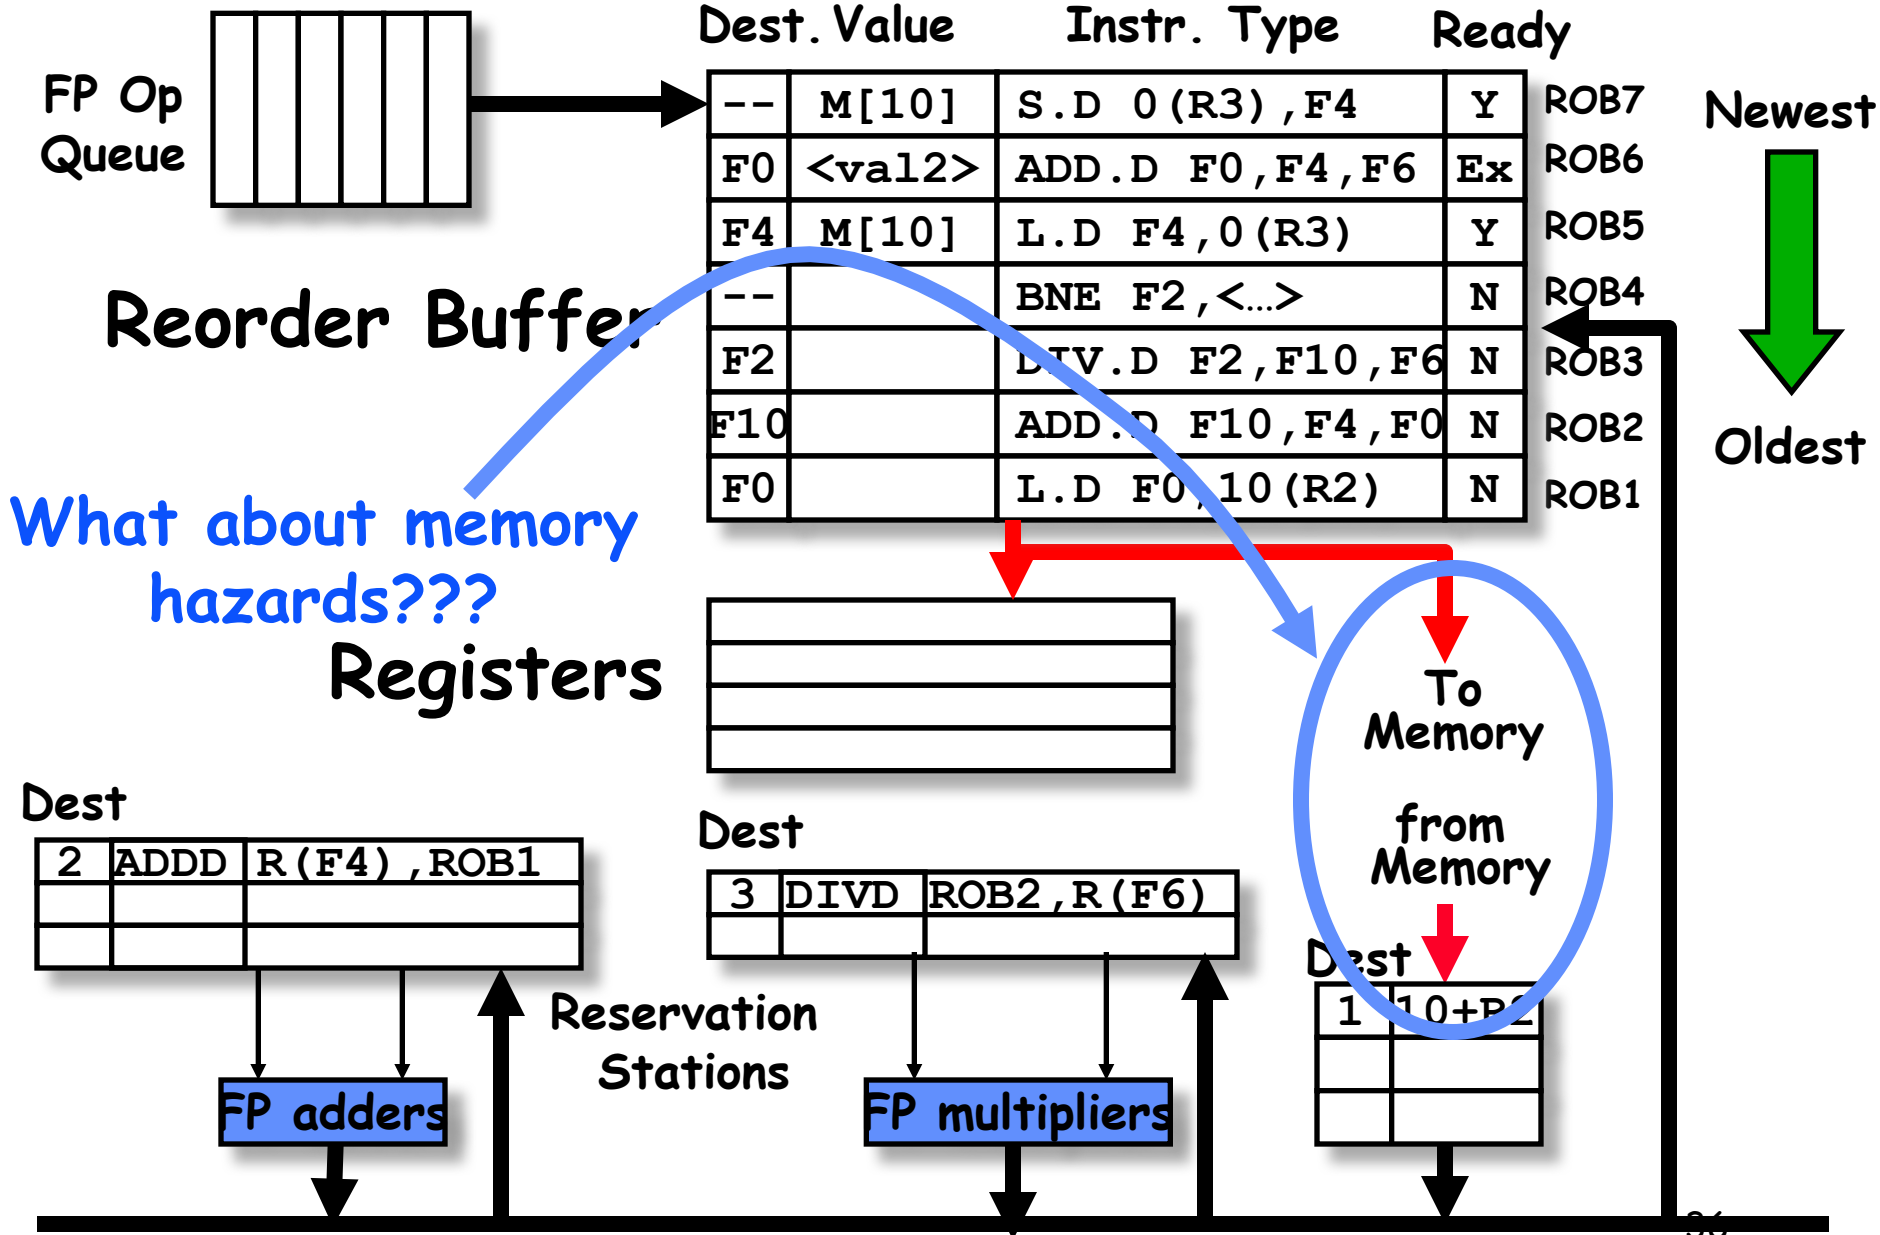 Dest. Value Instr. Type Ready
FP Op
Queue
-- M[10] S.D 0(R3),F4 Y ROB7
F0 <val2> ADD.D F0,F4,F6 Ex ROB6
F4 M[10] L.D F4,0(R3) Y ROB5
-- BNE F2,<…> N ROB4
F2 DIV.D F2,F10,F6 N ROB3
F10 ADD.D F10,F4,F0 N ROB2
F0 L.D F0,10(R2) N ROB1
Newest
Oldest
Reorder Buffer
What about memory
hazards???
Registers
To
Memory
from
Memory
Dest
2 ADDD R(F4),ROB1
Dest
3 DIVD ROB2,R(F6)
Dest
1 10+R2
Reservation
Stations
FP adders
FP multipliers